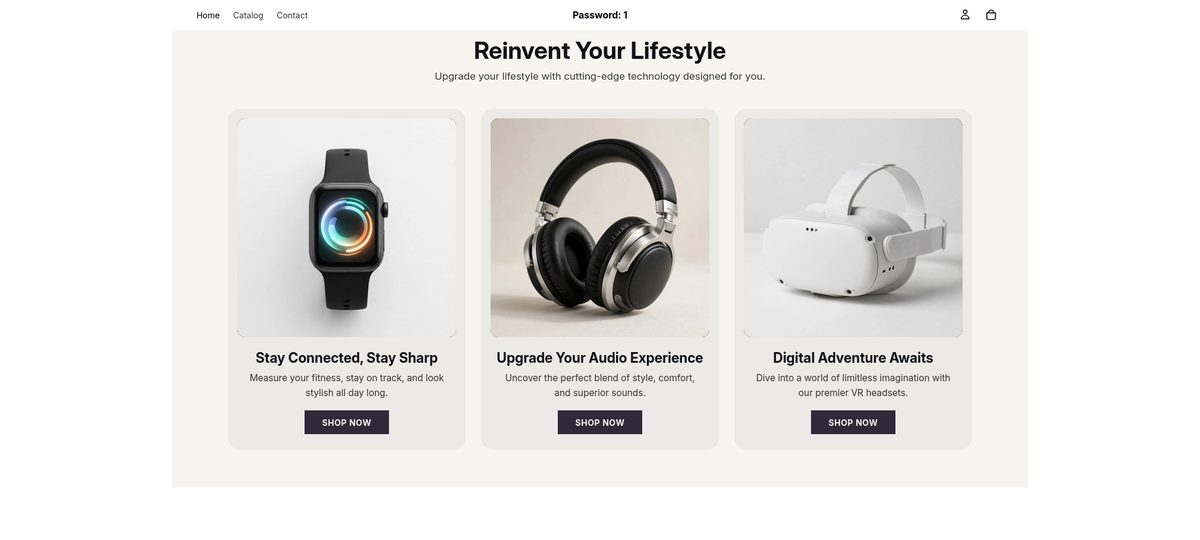 Home
Catalog
Contact
Password: 1
Reinvent Your Lifestyle
Upgrade your lifestyle with cutting-edge technology designed for you.
Stay Connected, Stay Sharp
Measure your fitness, stay on track, and look
stylish all day long.
SHOP NOW
Upgrade Your Audio Experience
Uncover the perfect blend of style, comfort,
and superior sounds.
SHOP NOW
Digital Adventure Awaits
Dive into a world of limitless imagination with
our premier VR headsets.
SHOP NOW